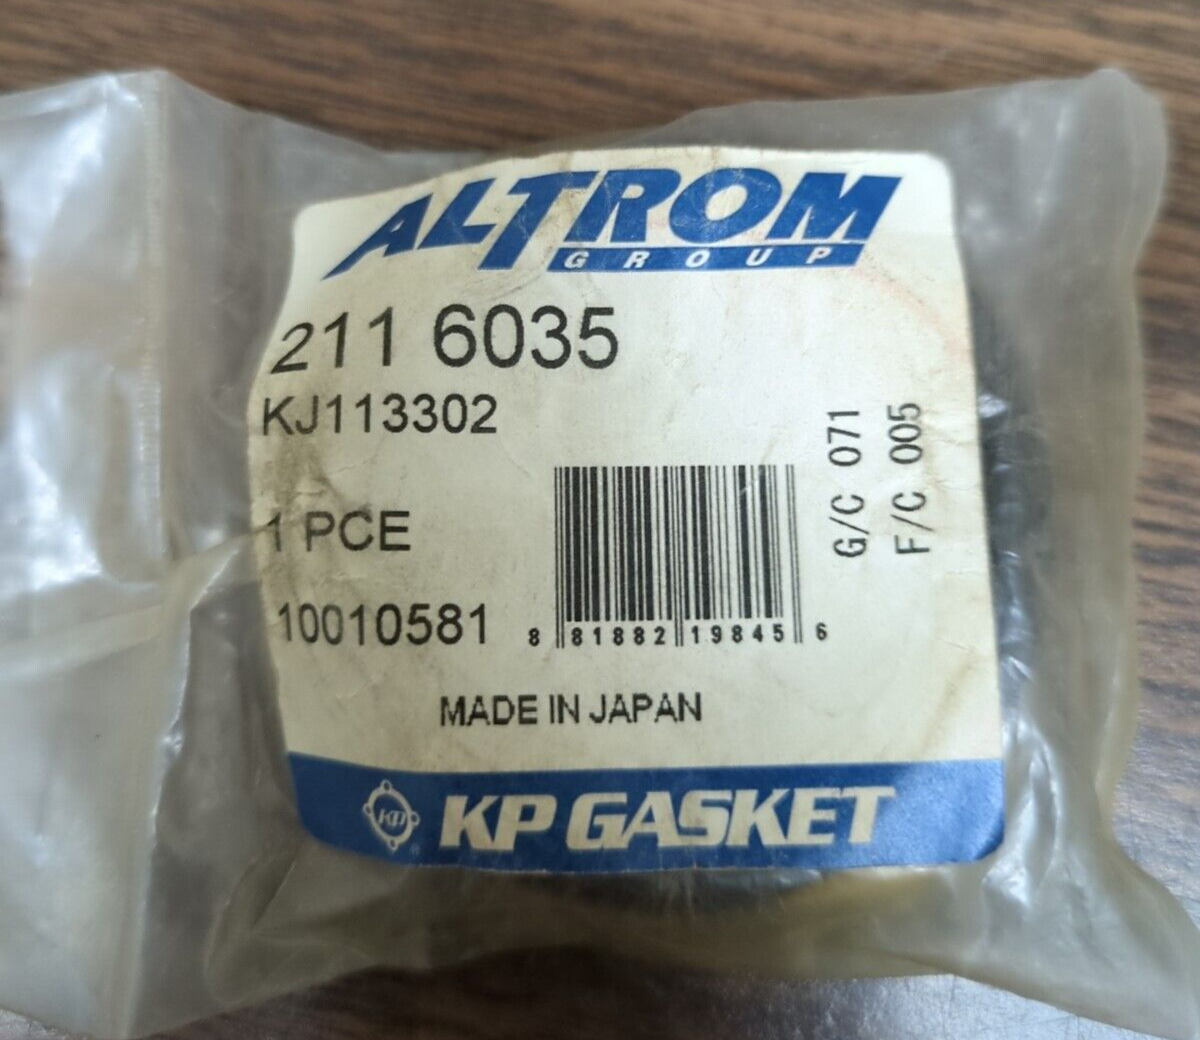 ALTROM
GROUP
211 6035
KJ113302
1 PCE
10010581
G/C 071
F/C 005
8 81882 19845 6
MADE IN JAPAN
KP ® KP GASKET